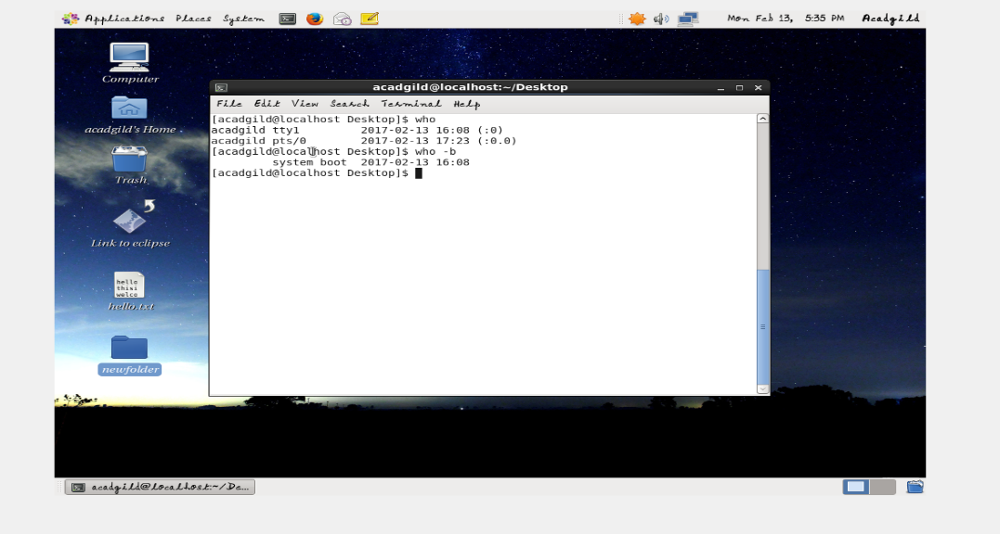 Applications Places System Mon Feb 13, 5:35 PM Acadgild
Computer
acadgild's Home
Trash
Link to eclipse
hello
thisi
welco
hello.txt
newfolder
acadgild@localhost:~/Desktop
File Edit View Search Terminal Help
[acadgild@localhost Desktop]$ who
acadgild tty1 2017-02-13 16:08 (:0)
acadgild pts/0 2017-02-13 17:23 (:0.0)
[acadgild@localhost Desktop]$ who -b
system boot 2017-02-13 16:08
[acadgild@localhost Desktop]$
acadgild@localhost:~/De...